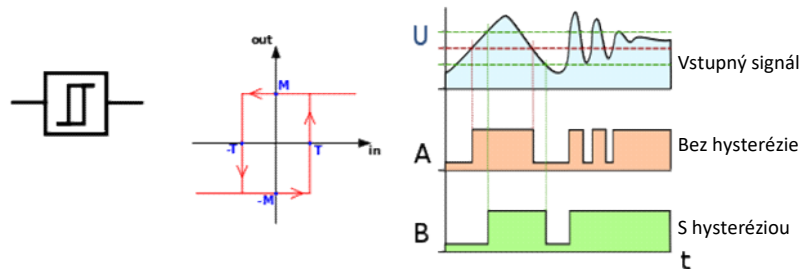 out
M
-T
T
in
-M
U
Vstupný signál
A
Bez hysterézie
B
S hysteréziou
t